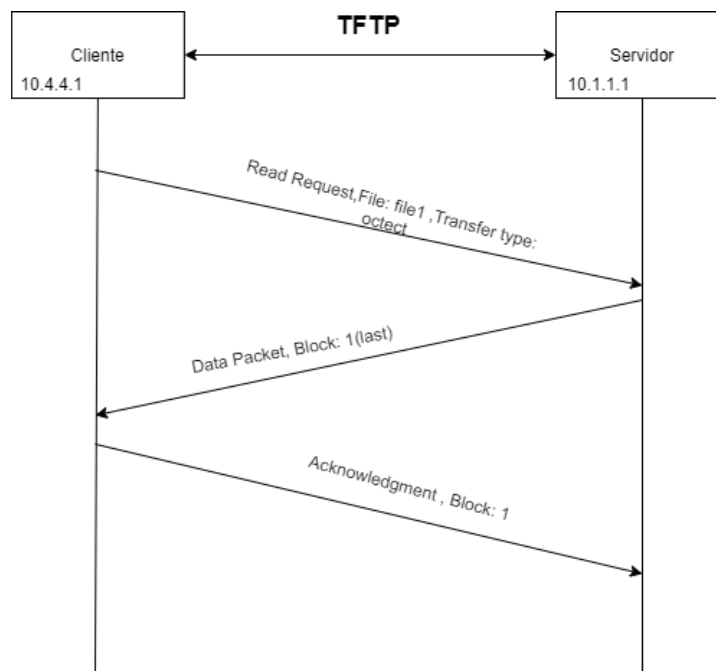 TFTP
Cliente
10.4.4.1
Servidor
10.1.1.1
Read Request,File: file1 ,Transfer type:
octect
Data Packet, Block: 1(last)
Acknowledgment , Block: 1